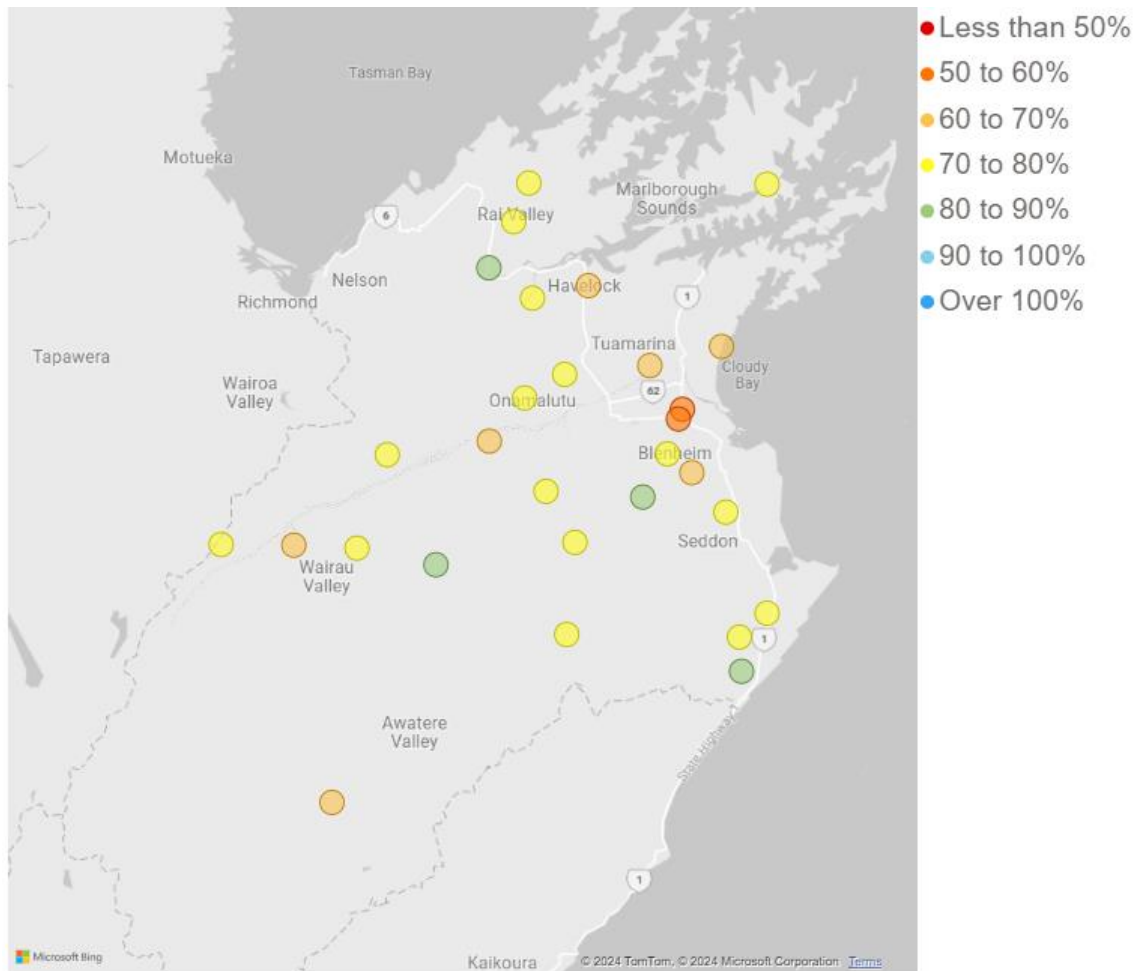 Tasman Bay
Motueka
Marlborough
Sounds
Rai Valley
6
Nelson
Havelock
Richmond
1
Tuamarina
Tapawera
Cloudy
Bay
Wairoa
Valley
62
Onamalutu
Blenheim
Seddon
Wairau
Valley
1
Awatere
Valley
State Highway 1
1
Kaikoura
Microsoft Bing
© 2024 TomTom, © 2024 Microsoft Corporation Terms
Less than 50%
50 to 60%
60 to 70%
70 to 80%
80 to 90%
90 to 100%
Over 100%